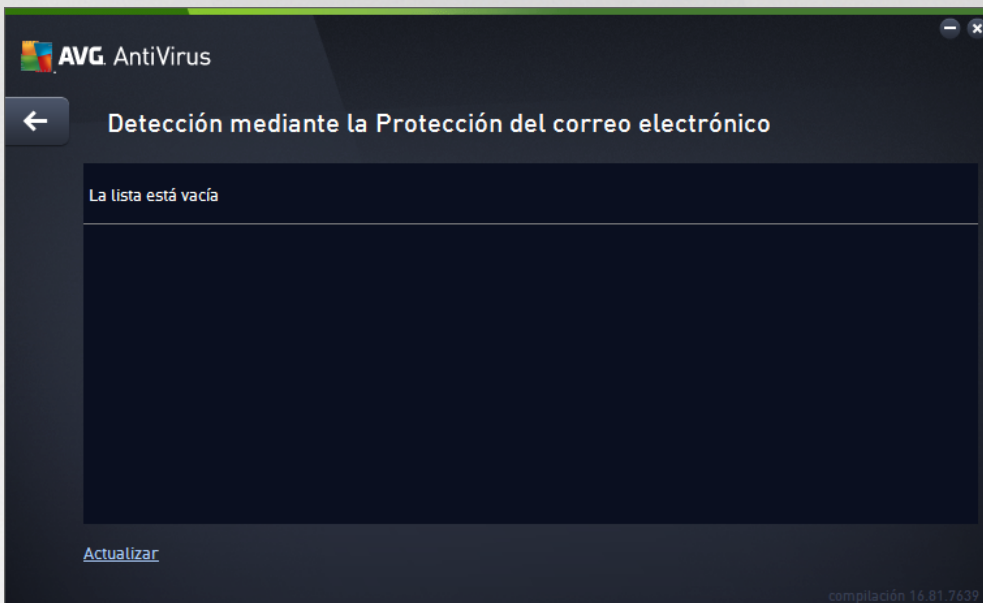 AVG. AntiVirus
Detección mediante la Protección del correo electrónico
La lista está vacía
Actualizar
compilación 16.81.7639